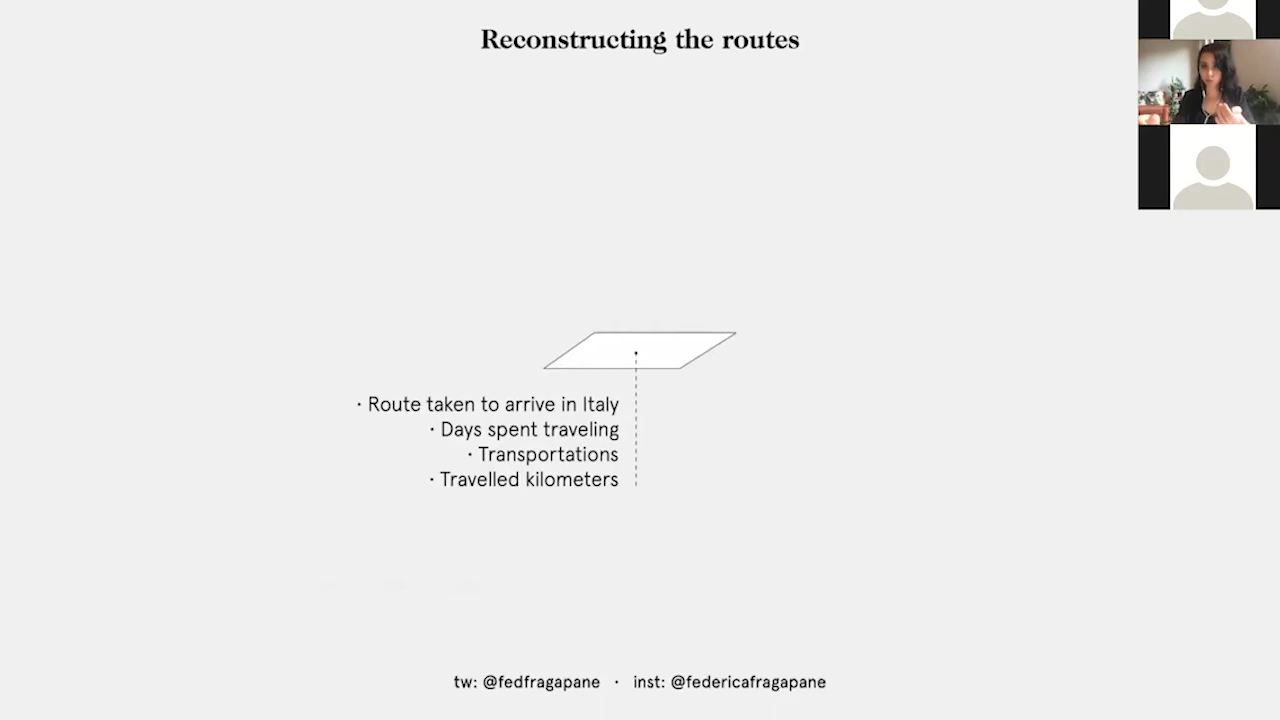 Reconstructing the routes
· Route taken to arrive in Italy
· Days spent traveling
· Transportations
· Travelled kilometers
tw: @fedfragapane · inst: @federicafragapane